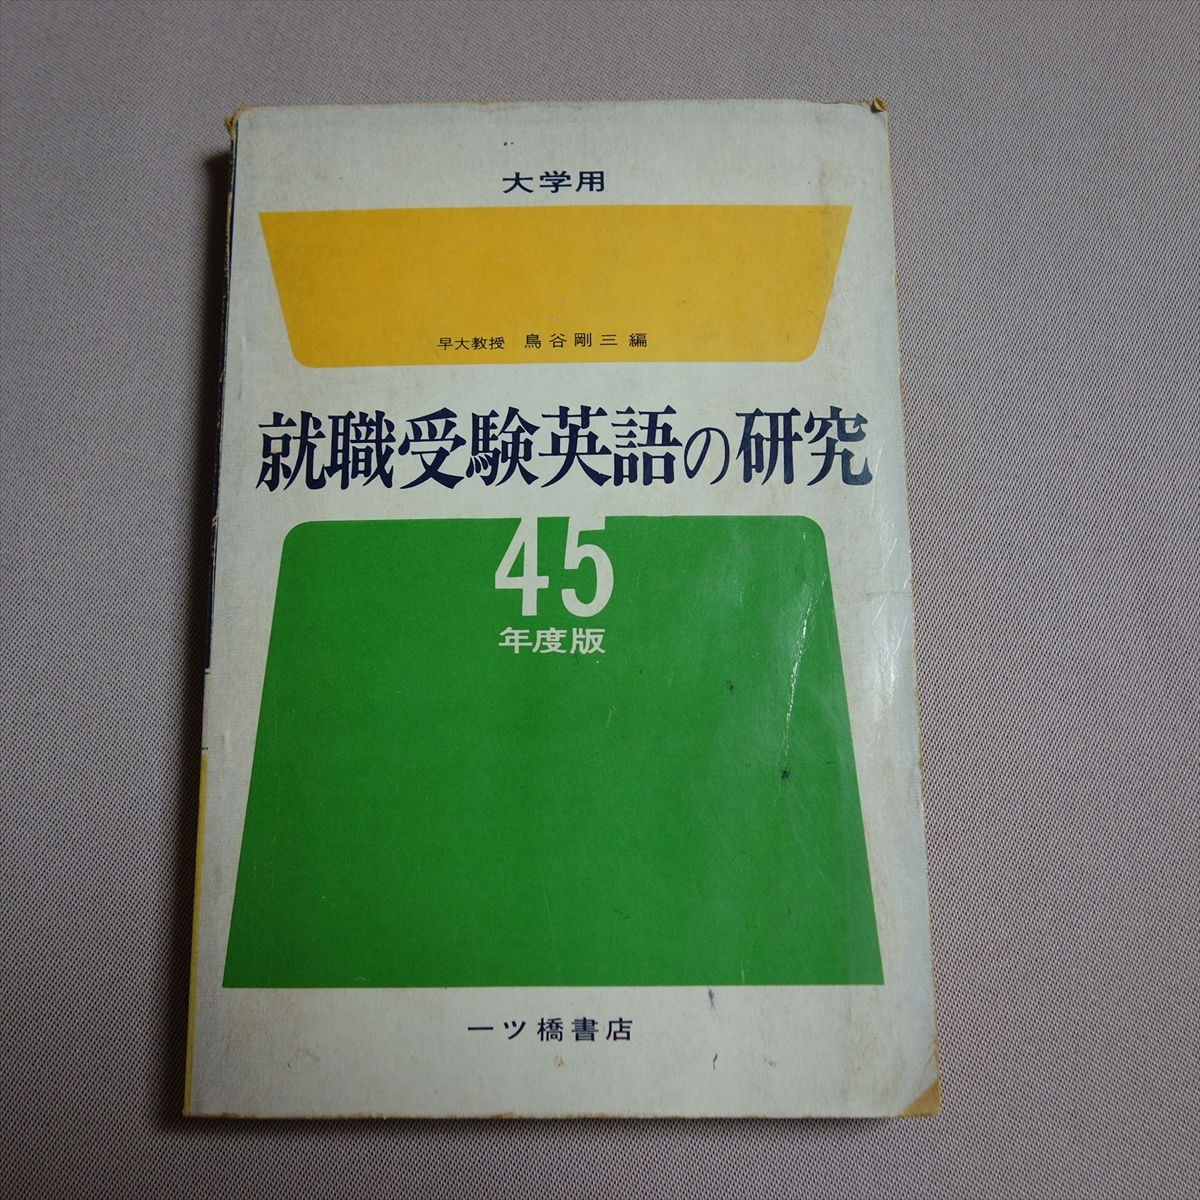 大学用
早大教授 鳥谷剛三編
就職受験英語の研究
45
年度版
一ツ橋書店